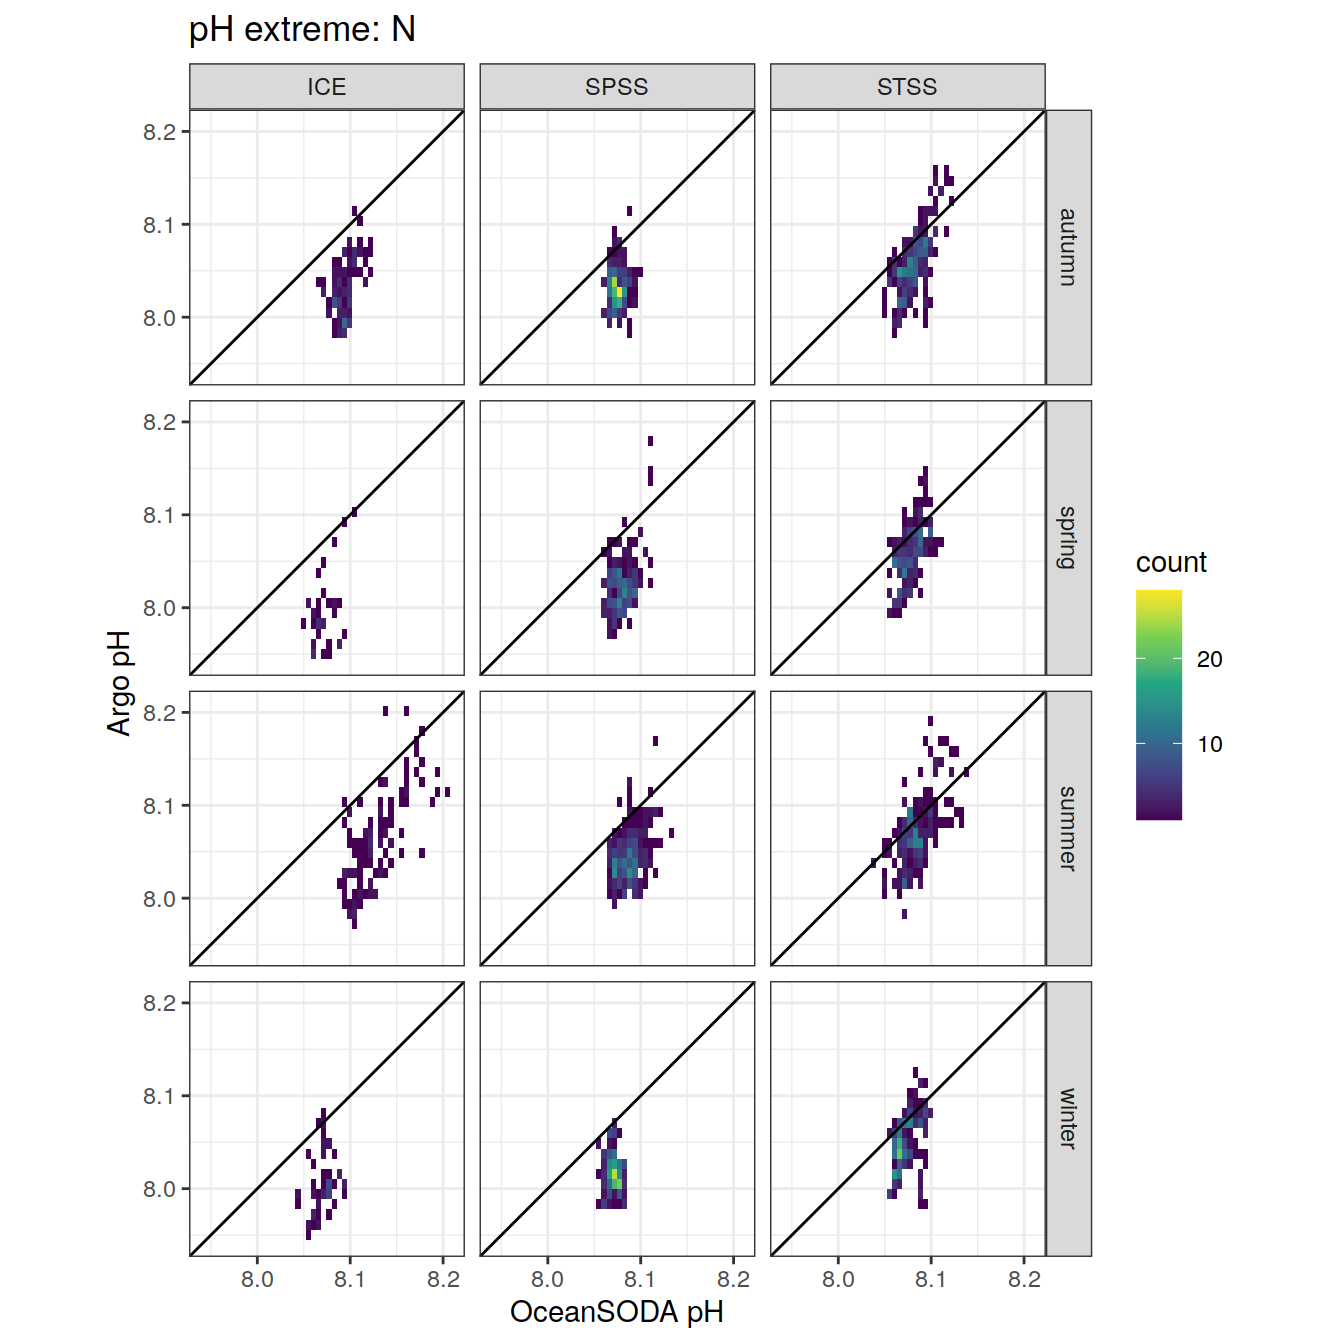 pH extreme: N
ICE SPSS STSS
8.2
8.1
8.0
autumn
8.2
8.1
8.0
spring
8.2
8.1
8.0
summer
8.2
8.1
8.0
winter
8.0 8.1 8.2 8.0 8.1 8.2 8.0 8.1 8.2
OceanSODA pH
Argo pH
count
20
10